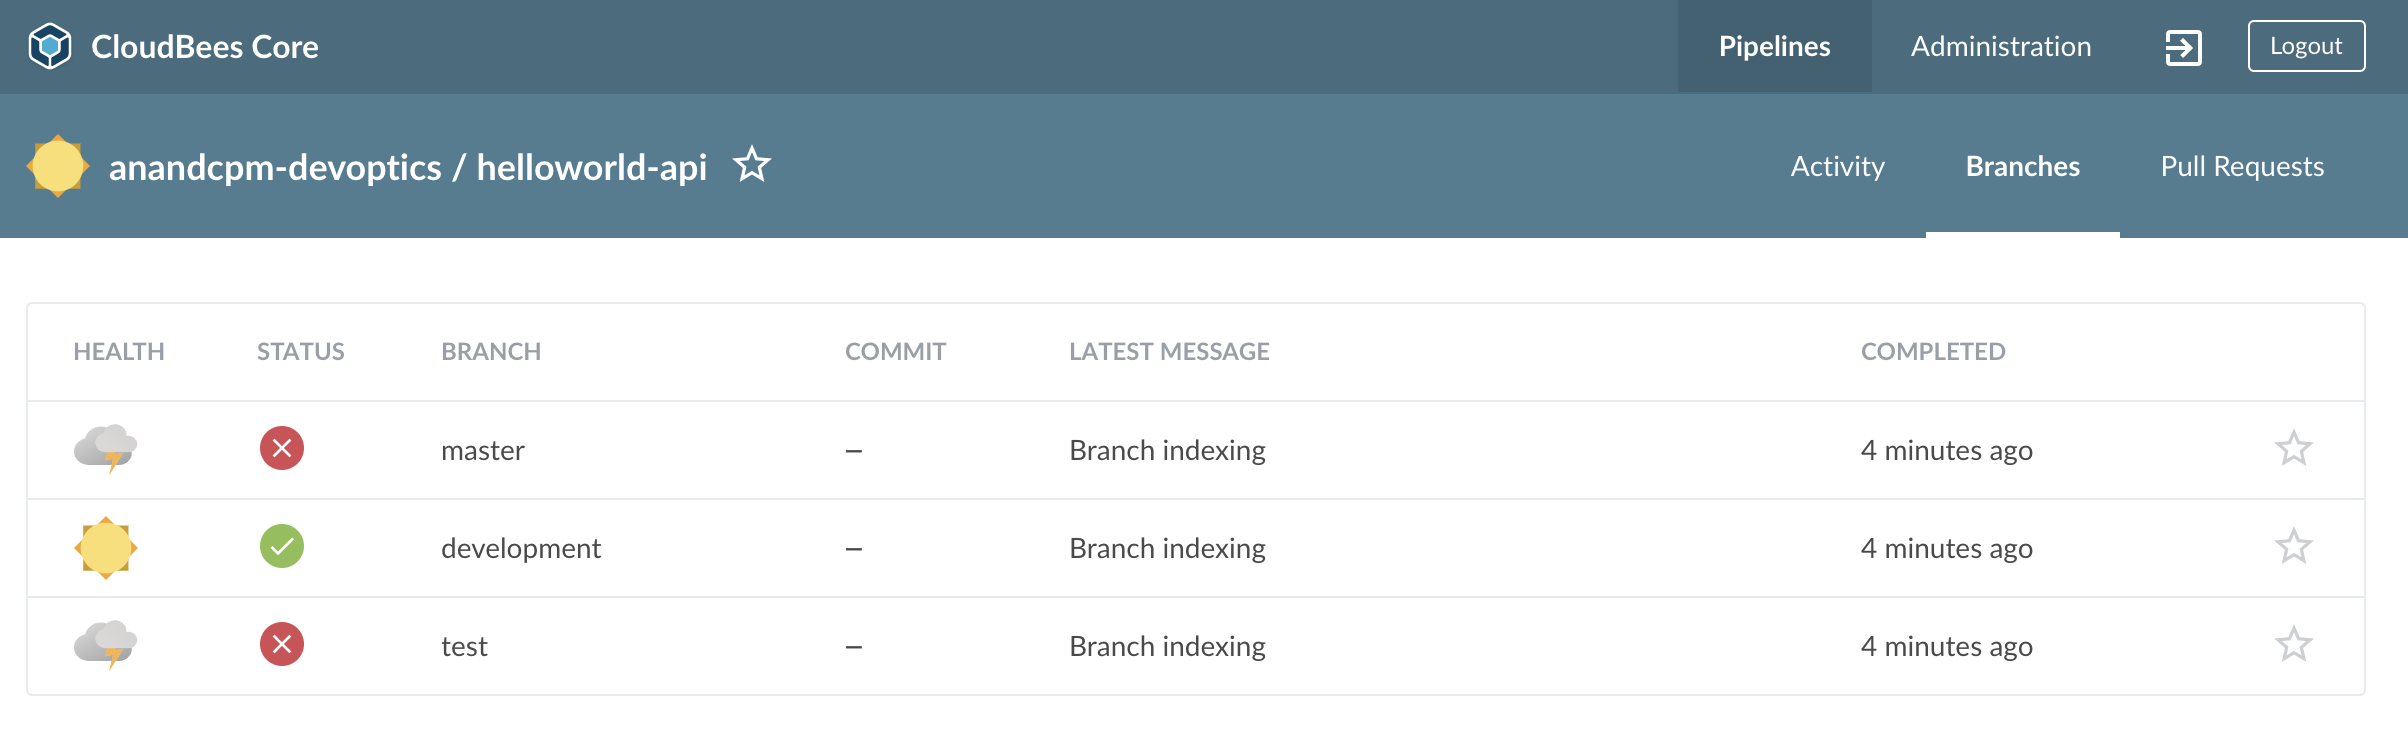 CloudBees Core Pipelines Administration Logout
anandcpm-devoptics / helloworld-api Activity Branches Pull Requests
HEALTH STATUS BRANCH COMMIT LATEST MESSAGE COMPLETED
master – Branch indexing 4 minutes ago
development – Branch indexing 4 minutes ago
test – Branch indexing 4 minutes ago